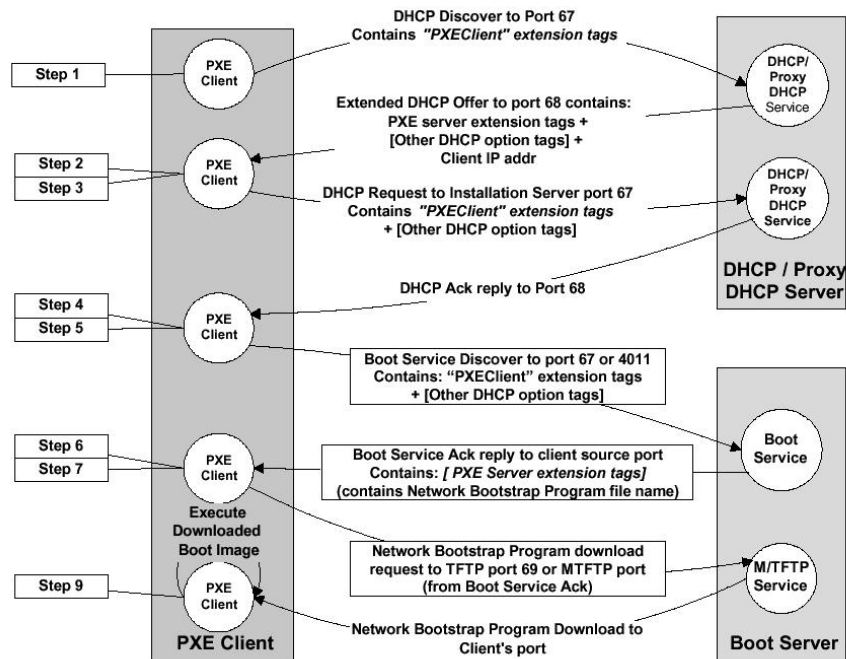 DHCP Discover to Port 67
Contains "PXEClient" extension tags
Step 1
PXE
Client
DHCP/
Proxy
DHCP
Service
Extended DHCP Offer to port 68 contains:
PXE server extension tags +
[Other DHCP option tags] +
Client IP addr
Step 2
Step 3
PXE
Client
DHCP Request to Installation Server port 67
Contains "PXEClient" extension tags
+ [Other DHCP option tags]
DHCP/
Proxy
DHCP
Service
DHCP / Proxy
DHCP Server
DHCP Ack reply to Port 68
Step 4
Step 5
PXE
Client
Boot Service Discover to port 67 or 4011
Contains: “PXEClient” extension tags
+ [Other DHCP option tags]
Step 6
Step 7
PXE
Client
Boot Service Ack reply to client source port
Contains: [ PXE Server extension tags]
(contains Network Bootstrap Program file name)
Boot
Service
Execute
Downloaded
Boot Image
Network Bootstrap Program download
request to TFTP port 69 or MTFTP port
(from Boot Service Ack)
M/TFTP
Service
Step 9
PXE
Client
Network Bootstrap Program Download to
Client's port
PXE Client
Boot Server